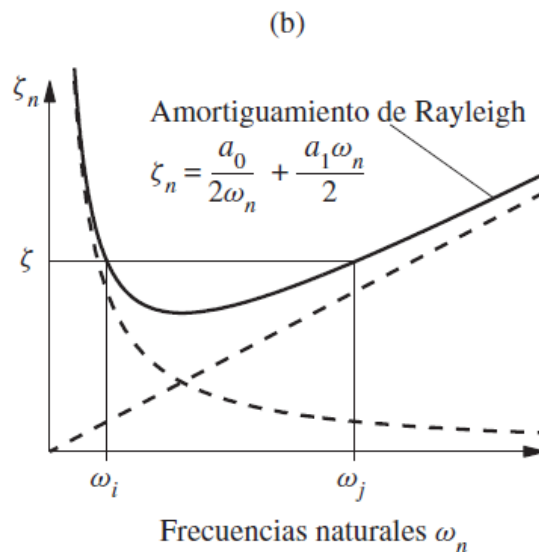 (b)
ζₙ
Amortiguamiento de Rayleigh
ζₙ = a₀/2ωₙ + a₁ωₙ/2
ζ
ωᵢ ωⱼ
Frecuencias naturales ωₙ